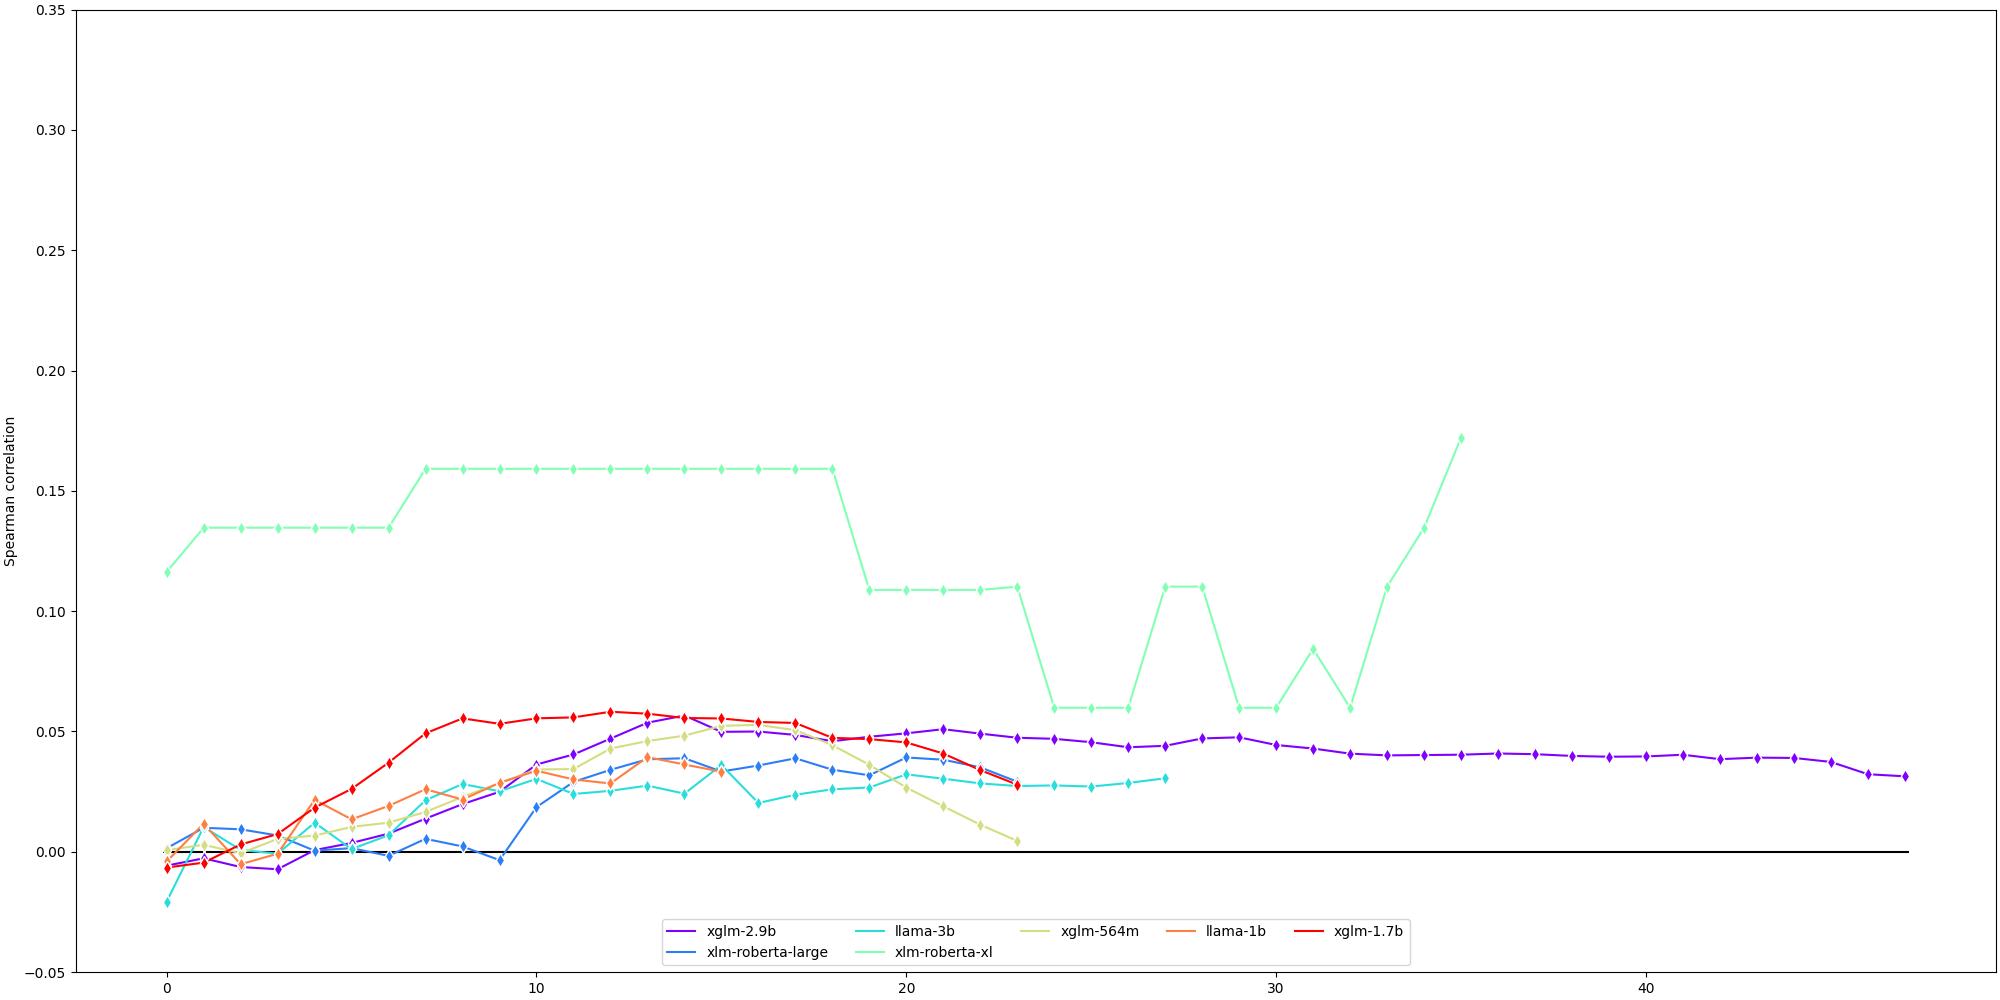 Spearman correlation
0.35
0.30
0.25
0.20
0.15
0.10
0.05
0.00
−0.05
0 10 20 30 40
xglm-2.9b llama-3b xglm-564m llama-1b xglm-1.7b
xlm-roberta-large xlm-roberta-xl